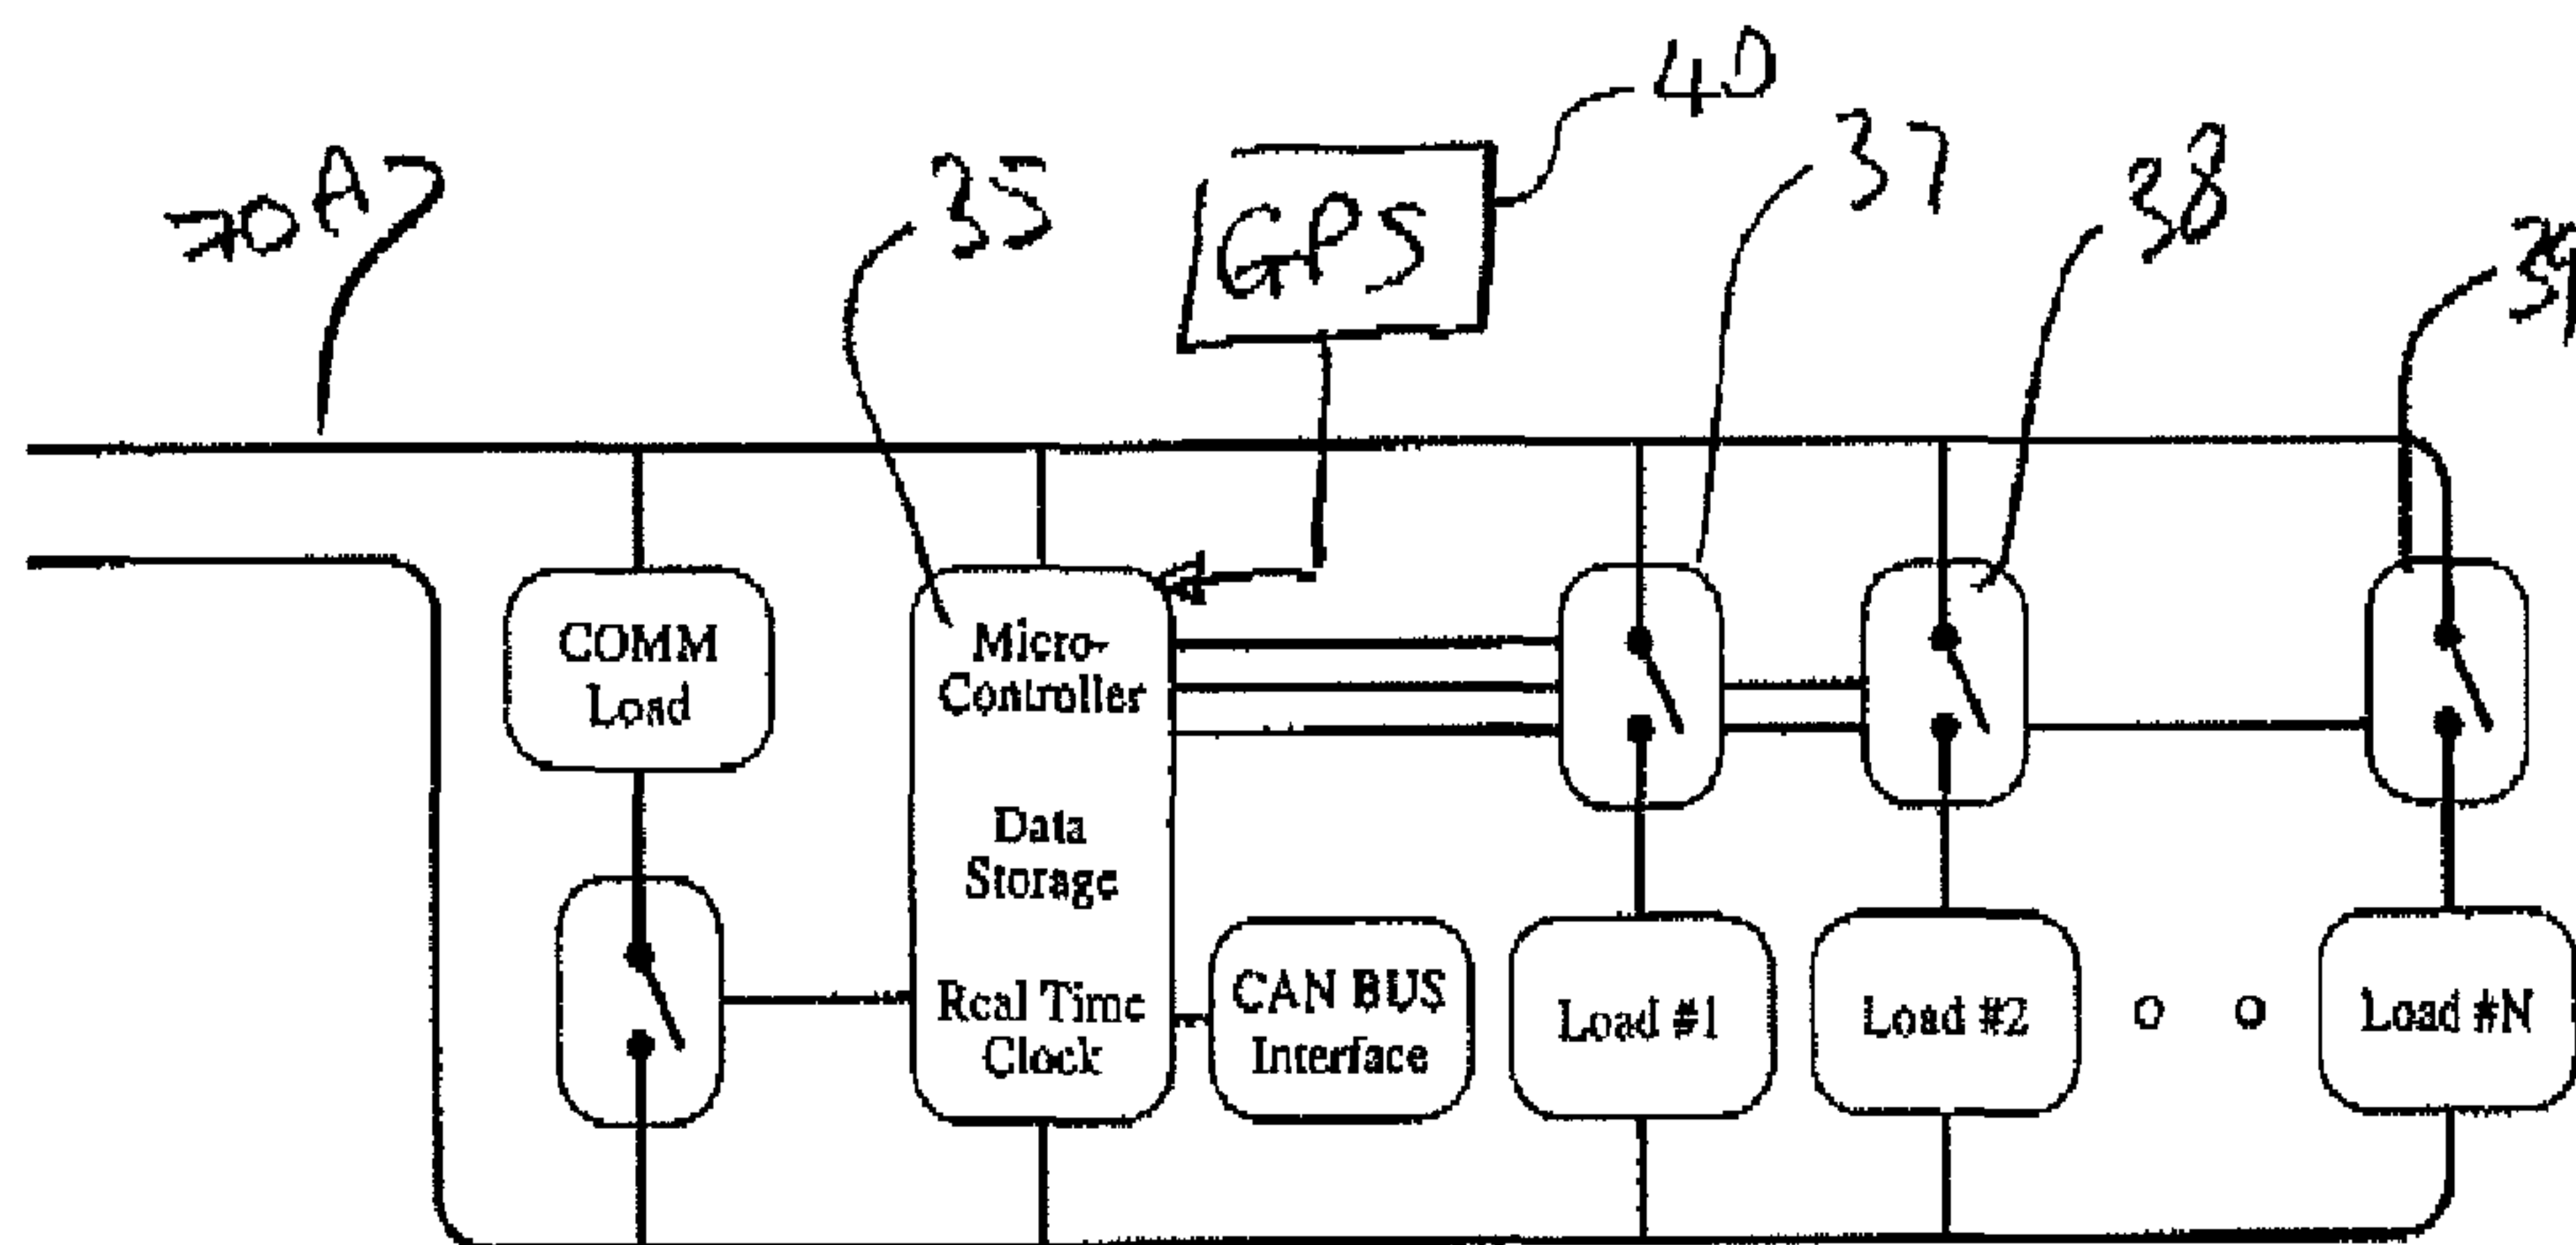 40
37
70A
35
GPS
38
39
COMM
Load
Micro-
Controller
Data
Storage
Real Time
Clock
CAN BUS
Interface
Load #1
Load #2
Load #N